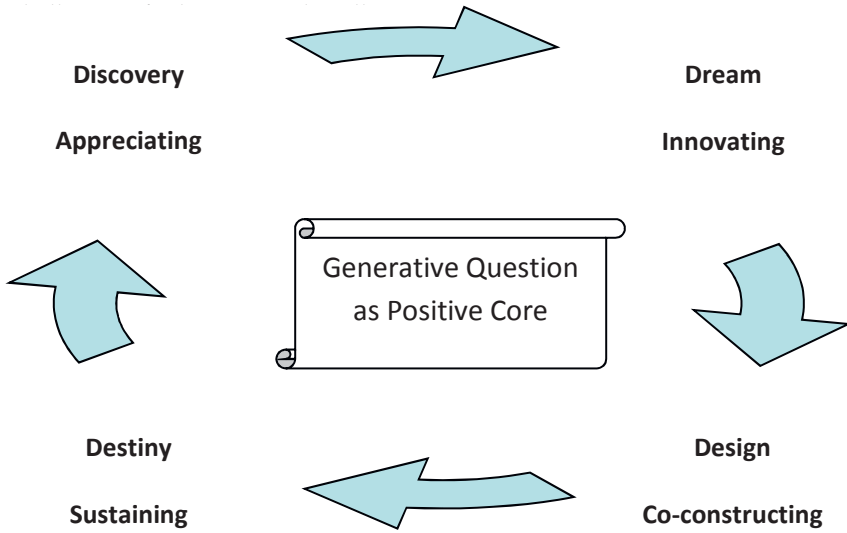 Discovery
Appreciating
Dream
Innovating
Generative Question
as Positive Core
Destiny
Sustaining
Design
Co-constructing